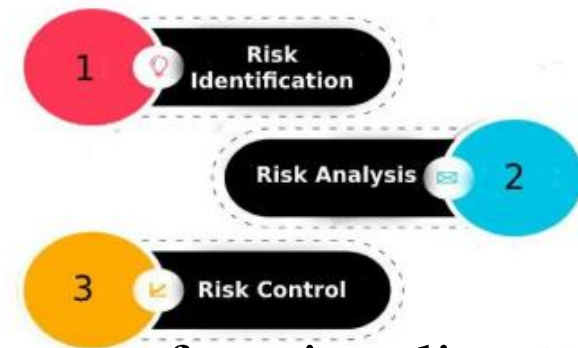 1
Risk
Identification
Risk Analysis
2
3
Risk Control